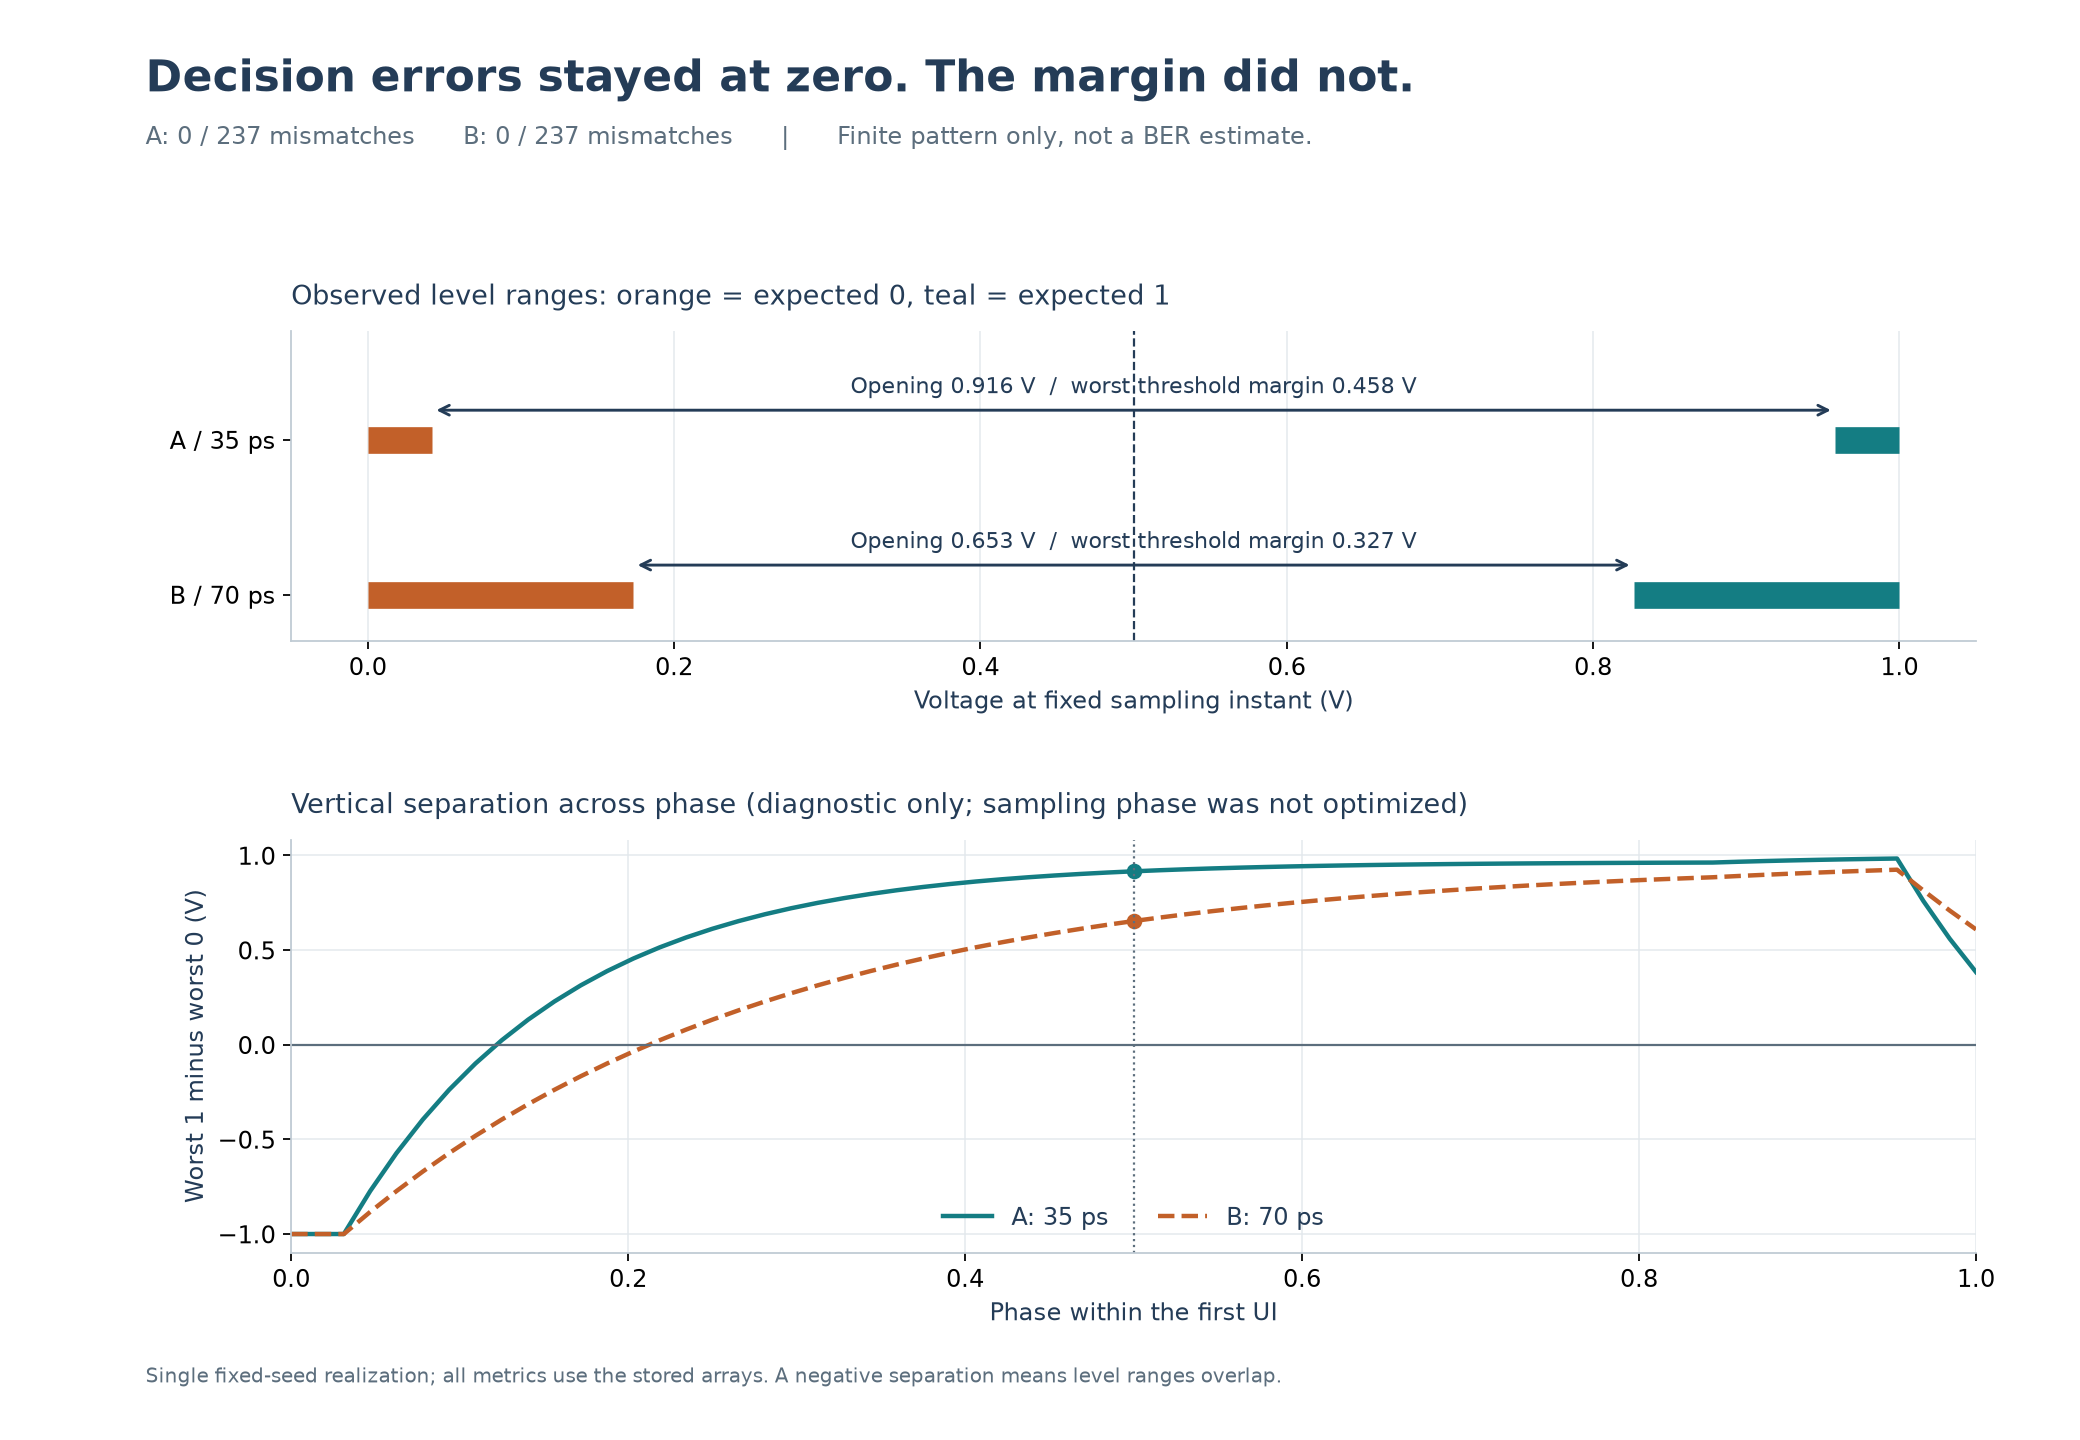 Decision errors stayed at zero. The margin did not.
A: 0 / 237 mismatches B: 0 / 237 mismatches | Finite pattern only, not a BER estimate.
Observed level ranges: orange = expected 0, teal = expected 1
Opening 0.916 V / worst threshold margin 0.458 V
A / 35 ps
Opening 0.653 V / worst threshold margin 0.327 V
B / 70 ps
0.0 0.2 0.4 0.6 0.8 1.0
Voltage at fixed sampling instant (V)
Vertical separation across phase (diagnostic only; sampling phase was not optimized)
Worst 1 minus worst 0 (V)
1.0
0.5
0.0
−0.5
−1.0
A: 35 ps B: 70 ps
0.0 0.2 0.4 0.6 0.8 1.0
Phase within the first UI
Single fixed-seed realization; all metrics use the stored arrays. A negative separation means level ranges overlap.